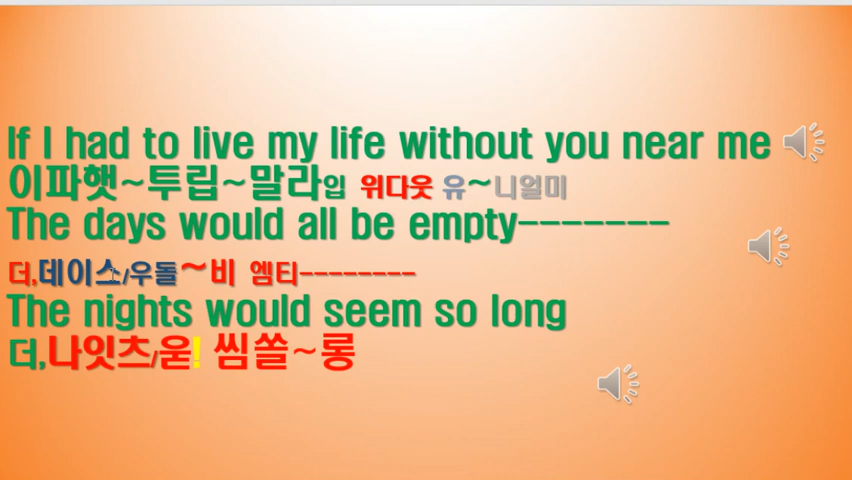 If I had to live my life without you near me
이파햇~투립~말라입 위다웃 유~니얼미
The days would all be empty-------
더,데이소/우돌~비 엠티--------
The nights would seem so long
더,나잇츠/욷! 씸쏠~롱